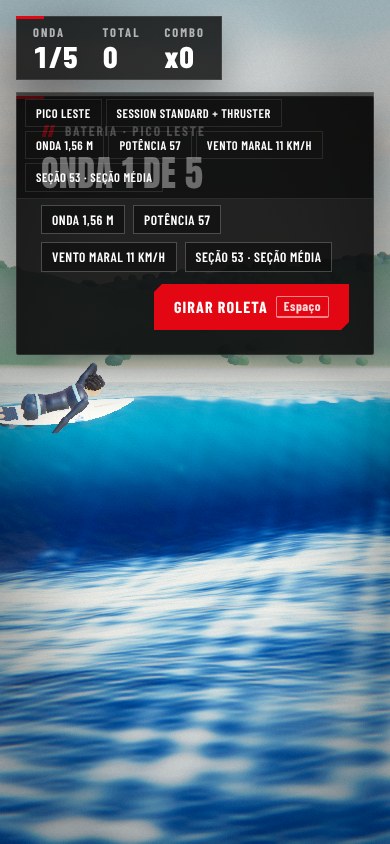 ONDA TOTAL COMBO
1/5 0 x0
PICO LESTE SESSION STANDARD + THRUSTER
// BATERIA · PICO LESTE
ONDA 1,56 M POTÊNCIA 57 VENTO MARAL 11 KM/H
ONDA 1 DE 5
SEÇÃO 53 · SEÇÃO MÉDIA
ONDA 1,56 M POTÊNCIA 57
VENTO MARAL 11 KM/H SEÇÃO 53 · SEÇÃO MÉDIA
GIRAR ROLETA Espaço